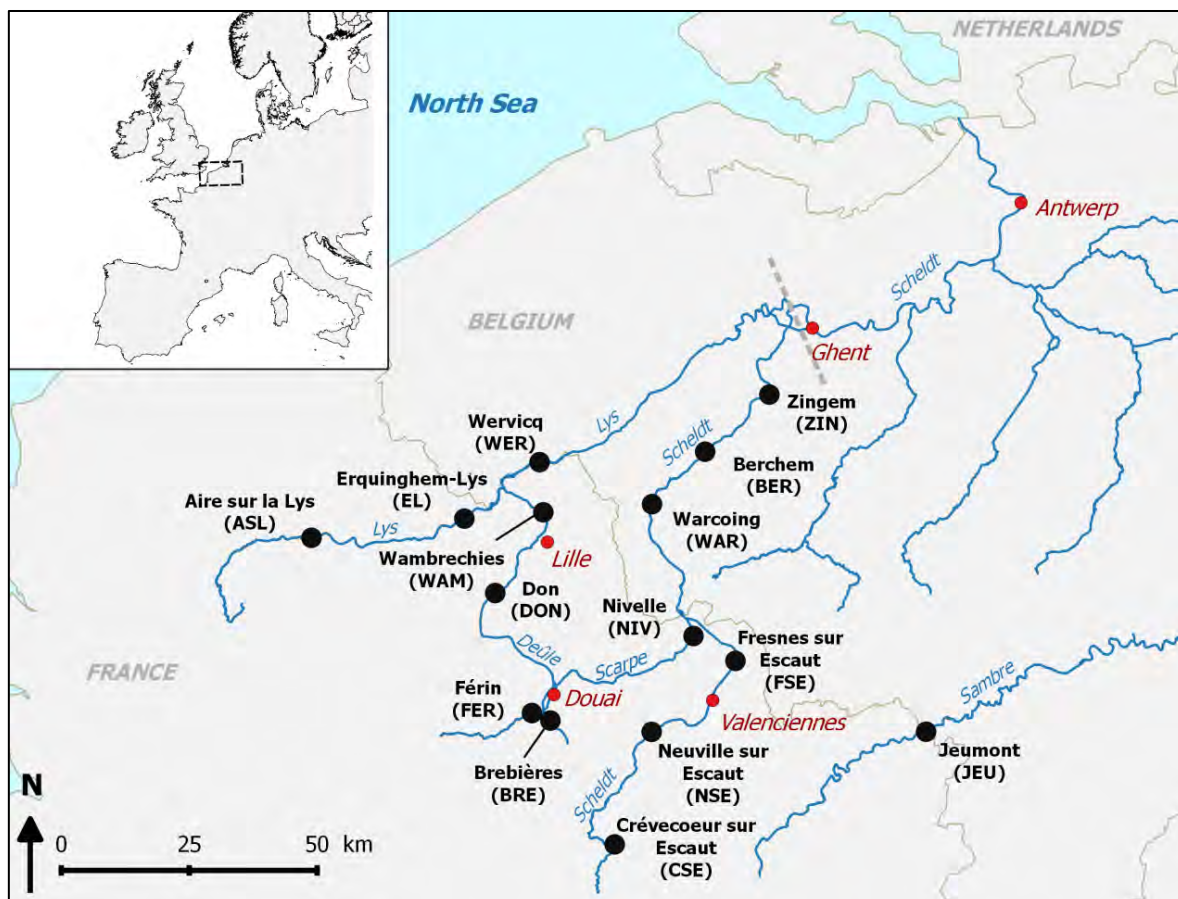 NETHERLANDS
North Sea
Antwerp
Scheldt
BELGIUM
Ghent
Zingem
(ZIN)
Wervicq
(WER)
Lys
Scheldt
Berchem
(BER)
Erquinghem-Lys
(EL)
Aire sur la Lys
(ASL)
Lys
Warcoing
(WAR)
Wambrechies
(WAM)
Lille
Don
(DON)
Nivelle
(NIV)
Fresnes sur
Escaut
(FSE)
Deûle
Scarpe
Sambre
FRANCE
Férin
(FER)
Douai
Valenciennes
Brebières
(BRE)
Neuville sur
Escaut
(NSE)
Jeumont
(JEU)
Scheldt
Crévecoeur sur
Escaut
(CSE)
N
0 25 50 km